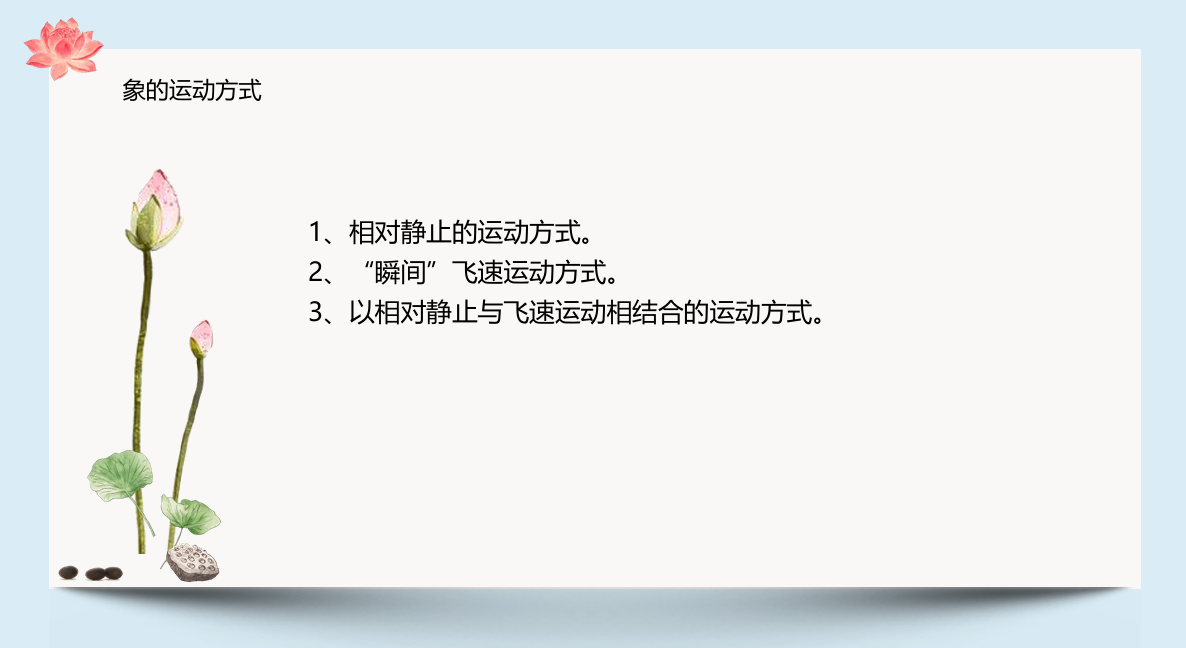 象的运动方式
1、相对静止的运动方式。
2、“瞬间”飞速运动方式。
3、以相对静止与飞速运动相结合的运动方式。